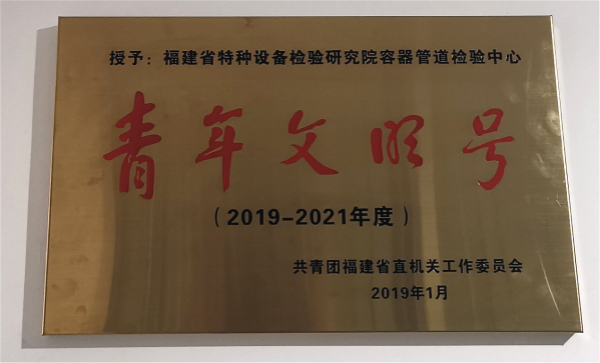 授予：福建省特种设备检验研究院容器管道检验中心
青年文明号
（2019-2021年度）
共青团福建省直机关工作委员会
2019年1月